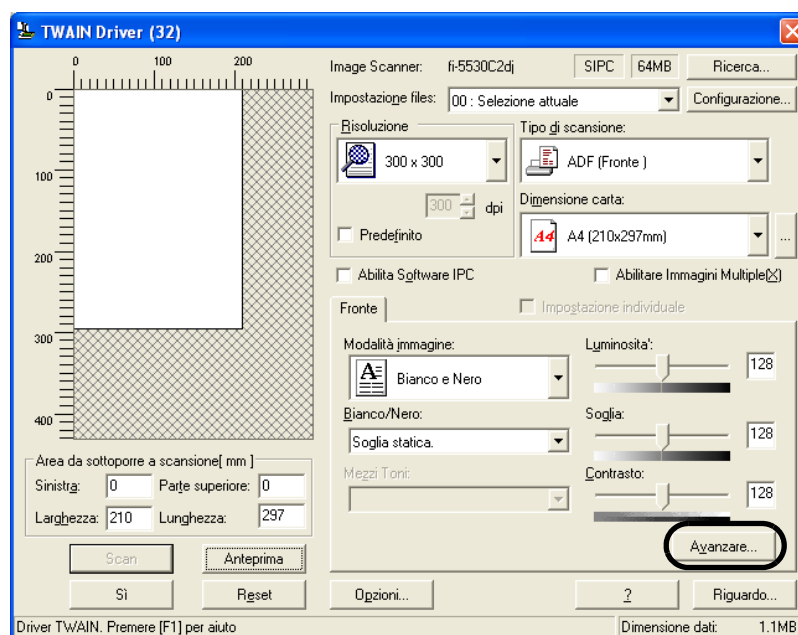 TWAIN Driver (32)
0 100 200
0
100
200
300
400
Image Scanner: fi-5530C2dj SIPC 64MB Ricerca...
Impostazione files: 00 : Selezione attuale Configurazione...
Risoluzione
300 x 300
300 dpi
Predefinito
Tipo di scansione:
ADF (Fronte )
Dimensione carta:
A4 A4 (210x297mm) ...
Abilita Software IPC
Abilitare Immagini Multiple(X)
Fronte
Impostazione individuale
Modalità immagine:
A Bianco e Nero
Bianco/Nero:
Soglia statica.
Mezzi Toni:
Luminosita':
128
Soglia:
128
Contrasto:
128
Avanzare...
Area da sottoporre a scansione[ mm ]
Sinistra: 0 Parte superiore: 0
Larghezza: 210 Lunghezza: 297
Scan Anteprima
Sì Reset Opzioni... ? Riguardo...
Driver TWAIN. Premere [F1] per aiuto Dimensione dati: 1.1MB